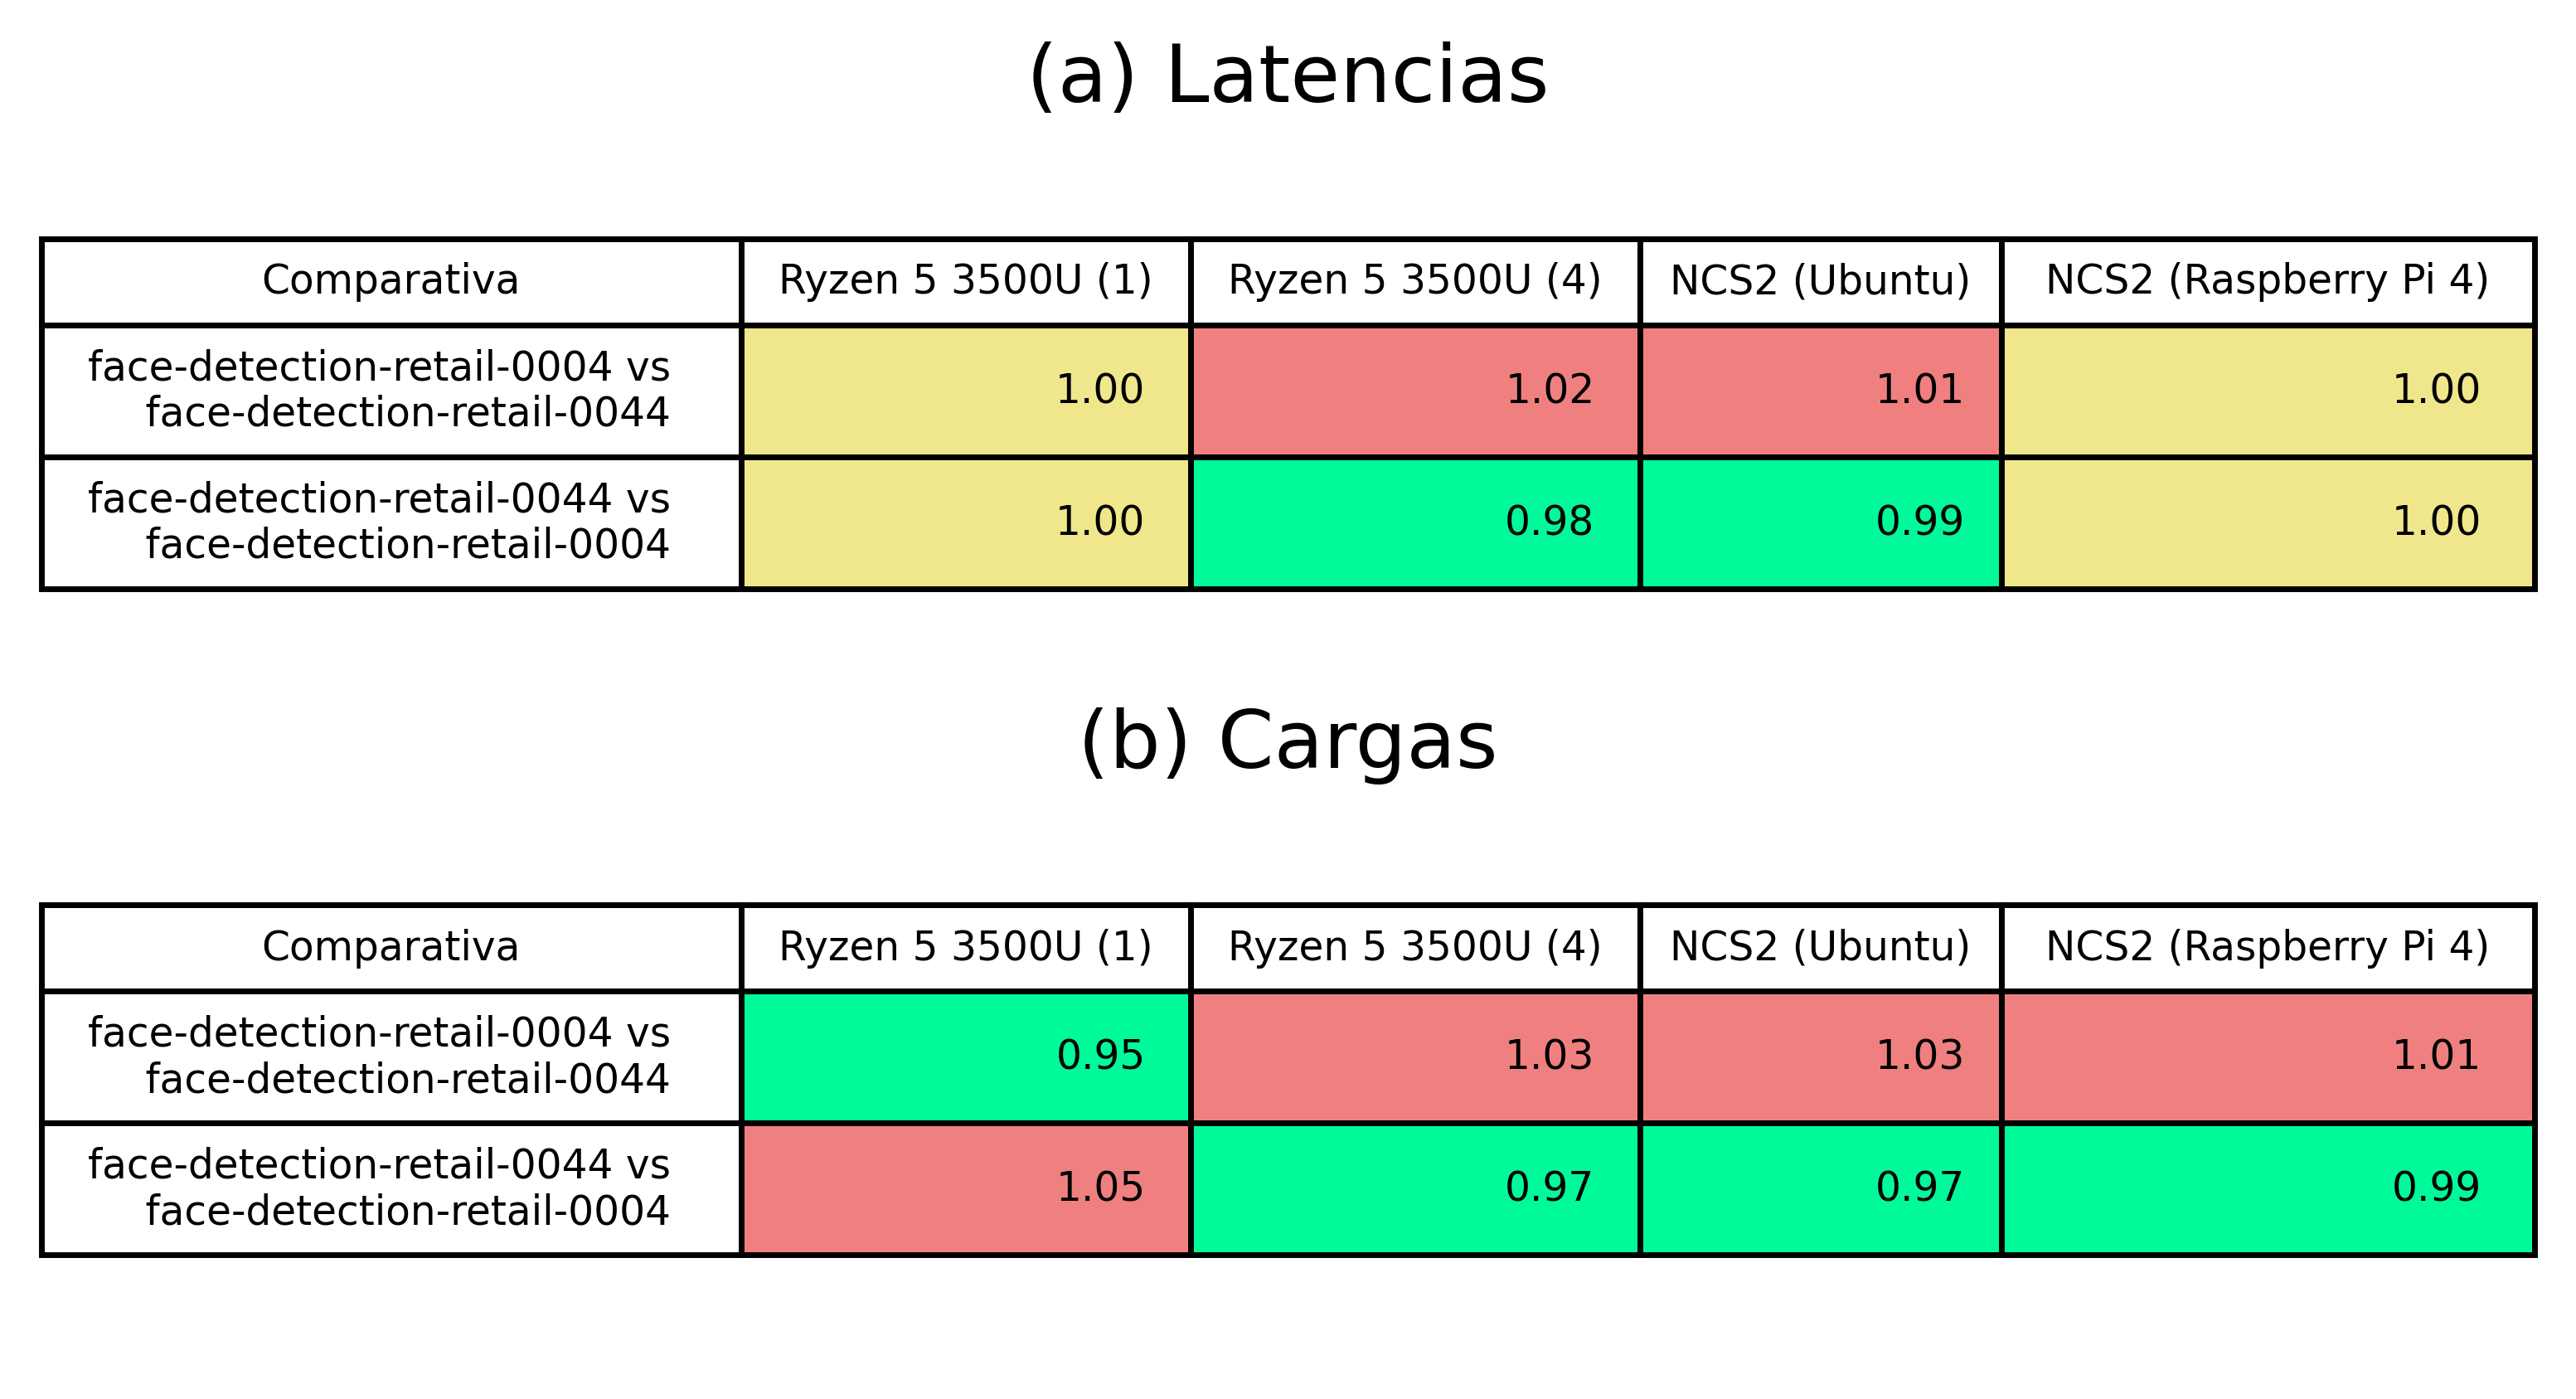 (a) Latencias
Comparativa Ryzen 5 3500U (1) Ryzen 5 3500U (4) NCS2 (Ubuntu) NCS2 (Raspberry Pi 4)
face-detection-retail-0004 vs
face-detection-retail-0044 1.00 1.02 1.01 1.00
face-detection-retail-0044 vs
face-detection-retail-0004 1.00 0.98 0.99 1.00
(b) Cargas
Comparativa Ryzen 5 3500U (1) Ryzen 5 3500U (4) NCS2 (Ubuntu) NCS2 (Raspberry Pi 4)
face-detection-retail-0004 vs
face-detection-retail-0044 0.95 1.03 1.03 1.01
face-detection-retail-0044 vs
face-detection-retail-0004 1.05 0.97 0.97 0.99